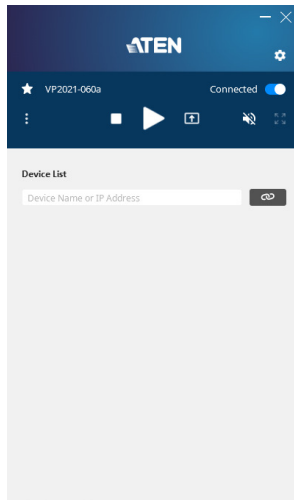 ATEN
VP2021-060a
Connected
Device List
Device Name or IP Address